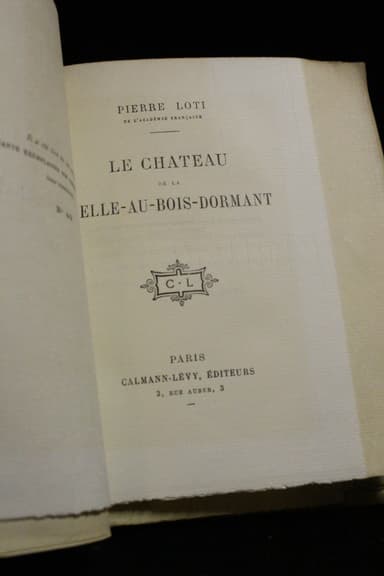 PIERRE LOTI
DE L'ACADÉMIE FRANÇAISE
LE CHATEAU
DE LA
ELLE-AU-BOIS-DORMANT
C-L
PARIS
CALMANN-LÉVY, ÉDITEURS
3, RUE AUBER, 3